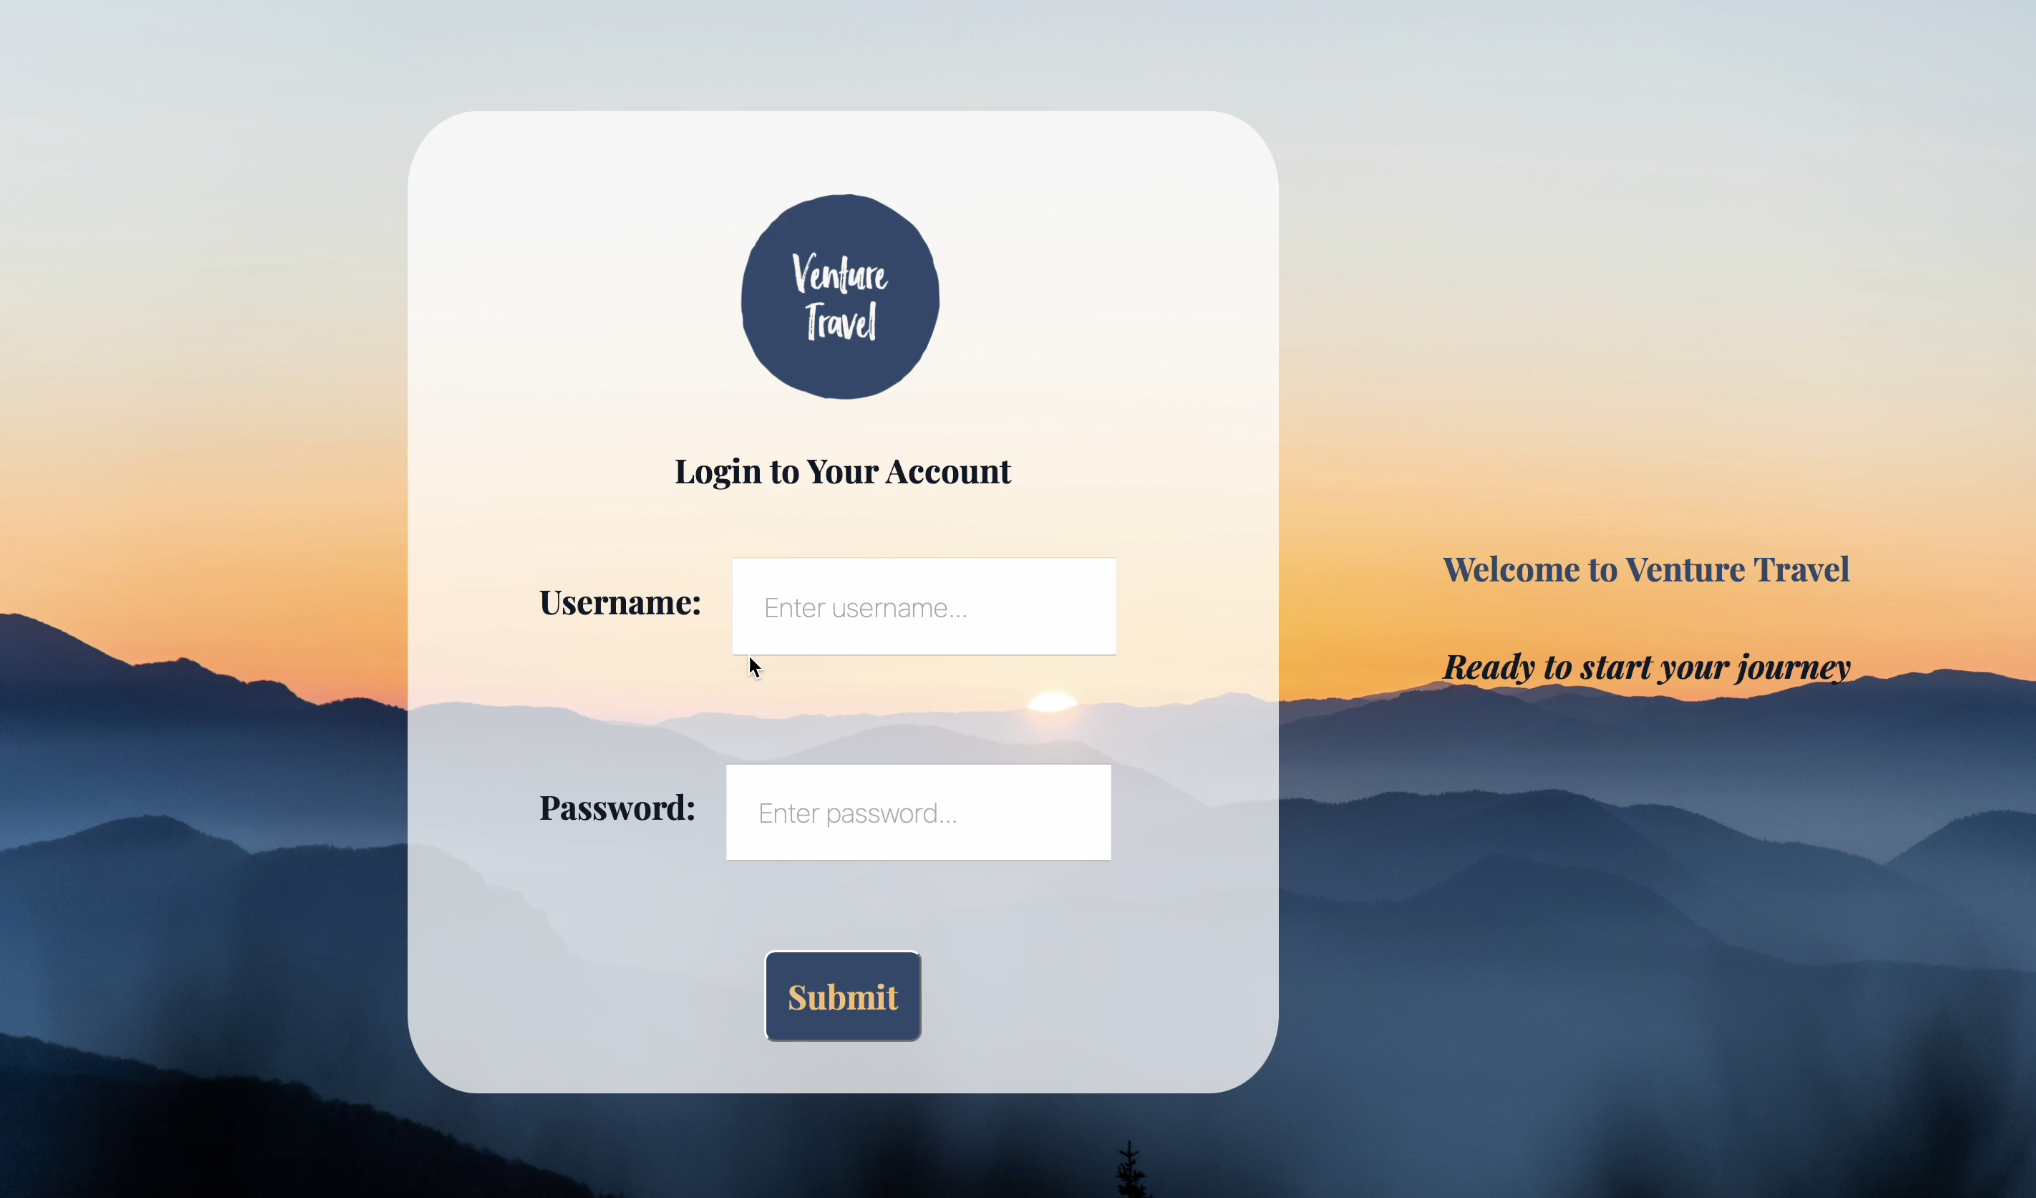 Venture
Travel
Login to Your Account
Username:
Enter username...
Password:
Enter password...
Submit
Welcome to Venture Travel
Ready to start your journey